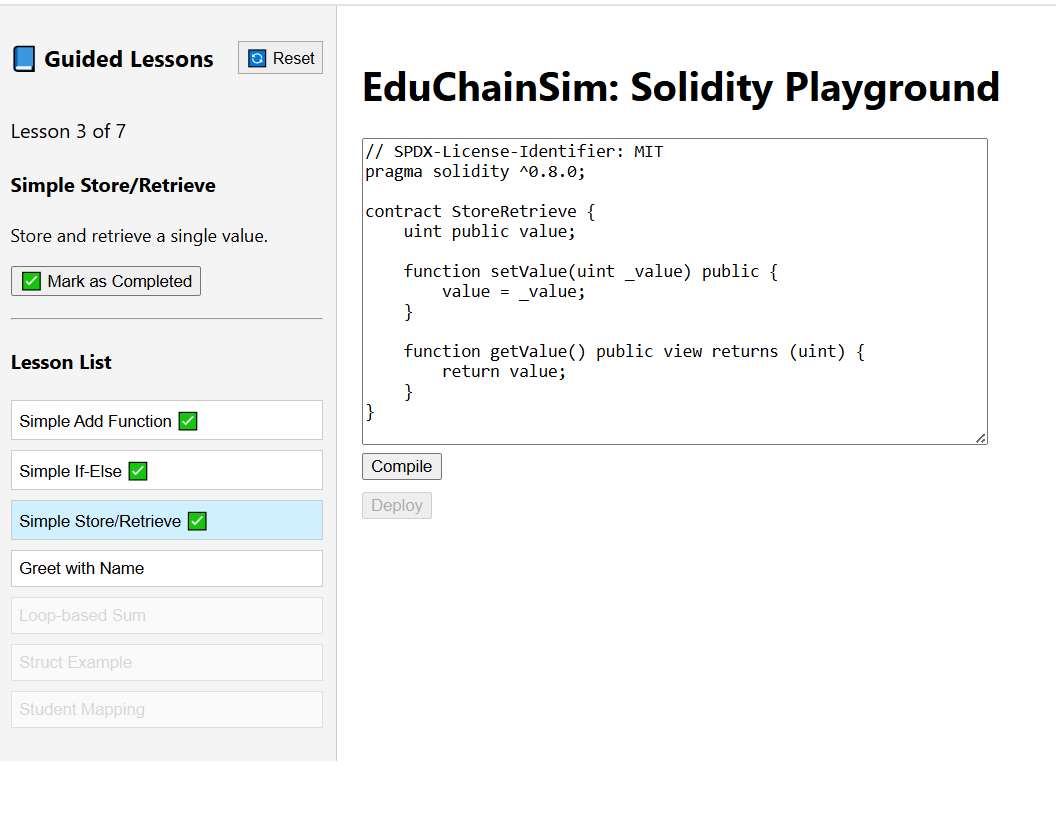 Guided Lessons
Reset
Lesson 3 of 7
Simple Store/Retrieve
Store and retrieve a single value.
Mark as Completed
Lesson List
Simple Add Function
Simple If-Else
Simple Store/Retrieve
Greet with Name
Loop-based Sum
Struct Example
Student Mapping
EduChainSim: Solidity Playground
// SPDX-License-Identifier: MIT
pragma solidity ^0.8.0;
contract StoreRetrieve {
    uint public value;
    function setValue(uint _value) public {
        value = _value;
    }
    function getValue() public view returns (uint) {
        return value;
    }
}
Compile
Deploy